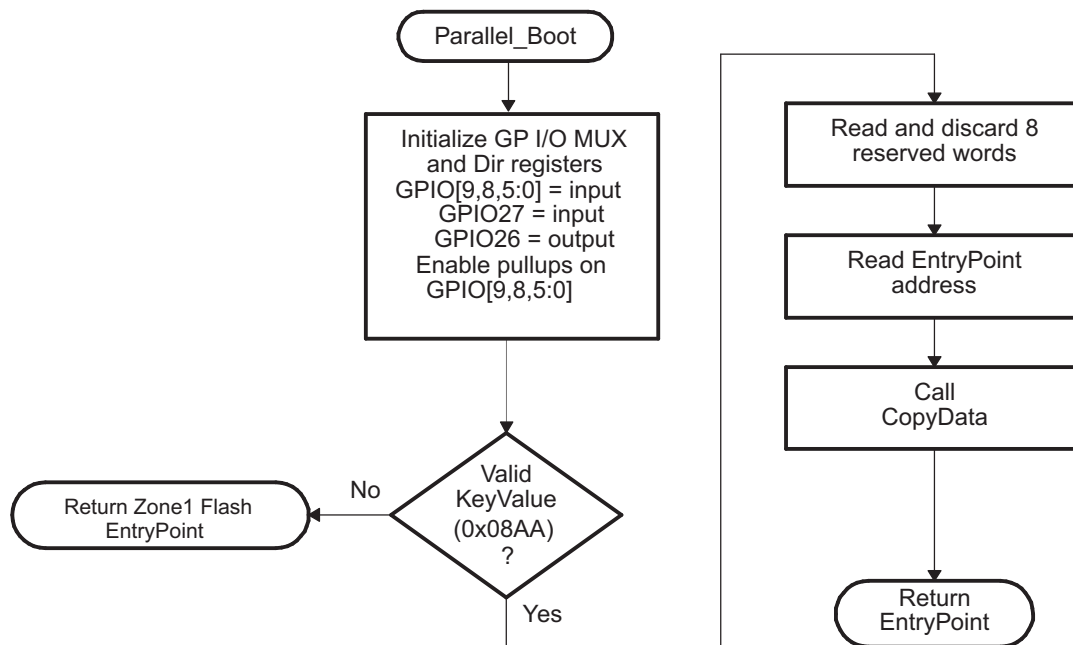 Parallel_Boot
Initialize GP I/O MUX
and Dir registers
GPIO[9,8,5:0] = input
GPIO27 = input
GPIO26 = output
Enable pullups on
GPIO[9,8,5:0]
Valid
KeyValue
(0x08AA)
?
No
Return Zone1 Flash
EntryPoint
Yes
Read and discard 8
reserved words
Read EntryPoint
address
Call
CopyData
Return
EntryPoint